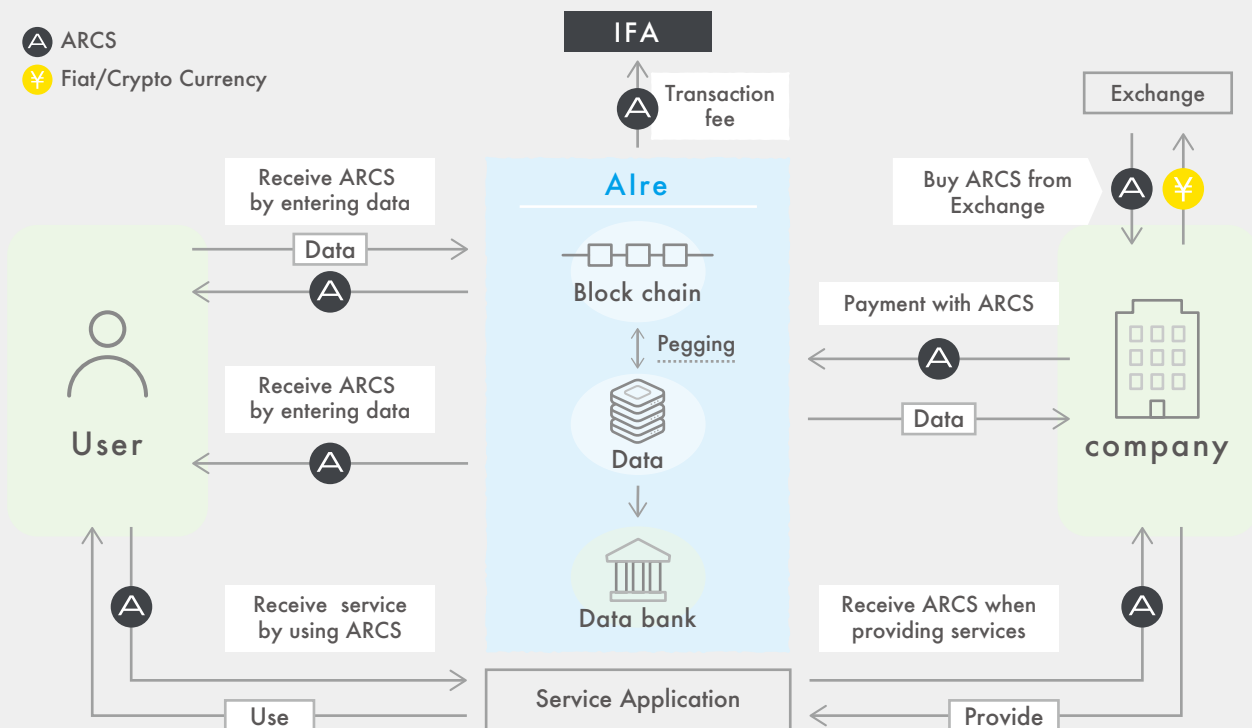 IFA
ARCS
Fiat/Crypto Currency
Transaction
fee
Exchange
Receive ARCS
by entering data
AIre
Buy ARCS from
Exchange
Data
Block chain
Payment with ARCS
Pegging
Receive ARCS
by entering data
Data
User
Data
company
Data bank
Receive service
by using ARCS
Receive ARCS when
providing services
Service Application
Use
Provide